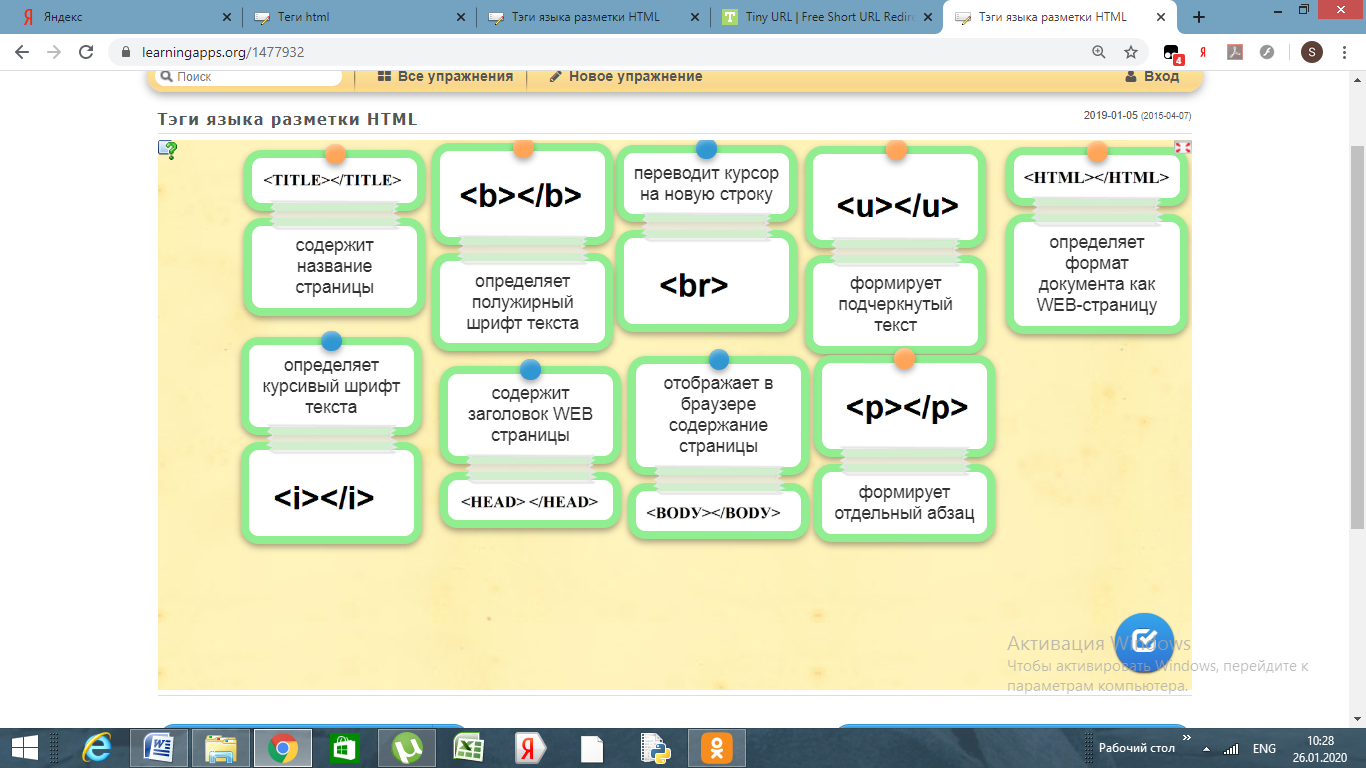 Яндекс
Теги html
Тэги языка разметки HTML
Tiny URL | Free Short URL Redire
Тэги языка разметки HTML
learningapps.org/1477932
4
Я
S
Поиск
Все упражнения
Новое упражнение
Вход
Тэги языка разметки HTML
2019-01-05 (2015-04-07)
<TITLE></TITLE>
содержит
название
страницы
<b></b>
определяет
полужирный
шрифт текста
переводит курсор
на новую строку
<br>
<u></u>
формирует
подчеркнутый
текст
<HTML></HTML>
определяет
формат
документа как
WEB-страницу
определяет
курсивый шрифт
текста
<i></i>
содержит
заголовок WEB
страницы
<HEAD> </HEAD>
отображает в
браузере
содержание
страницы
<BODY></BODY>
<p></p>
формирует
отдельный абзац
Активация Windows
Чтобы активировать Windows, перейдите к
параметрам компьютера.
Рабочий стол
ENG
10:28
26.01.2020